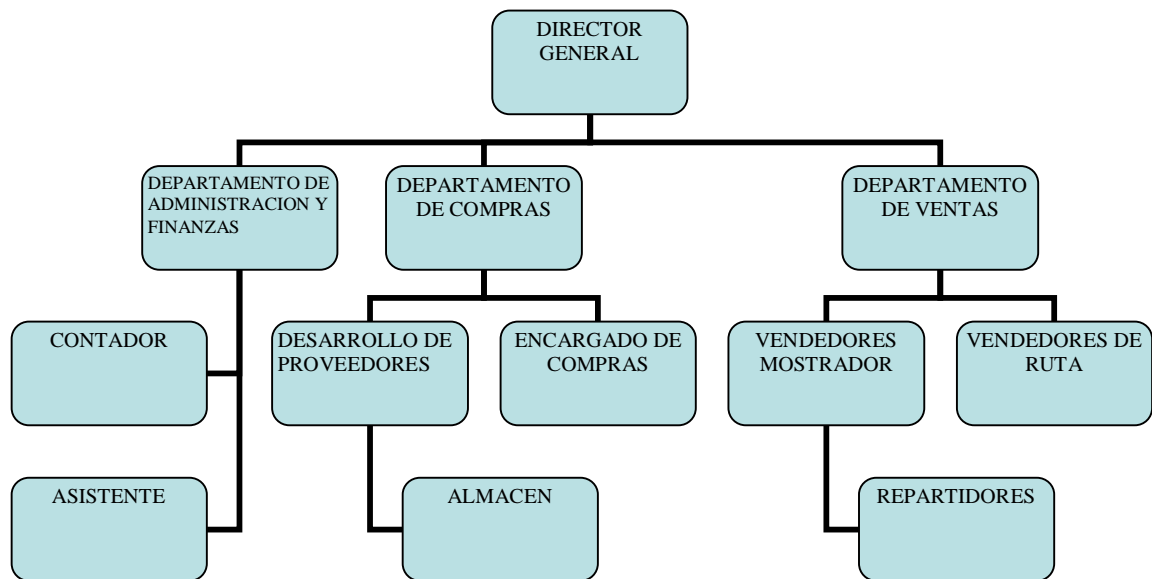 DIRECTOR
GENERAL
DEPARTAMENTO DE
ADMINISTRACION Y
FINANZAS
DEPARTAMENTO
DE COMPRAS
DEPARTAMENTO
DE VENTAS
CONTADOR
DESARROLLO DE
PROVEEDORES
ENCARGADO DE
COMPRAS
VENDEDORES
MOSTRADOR
VENDEDORES DE
RUTA
ASISTENTE
ALMACEN
REPARTIDORES